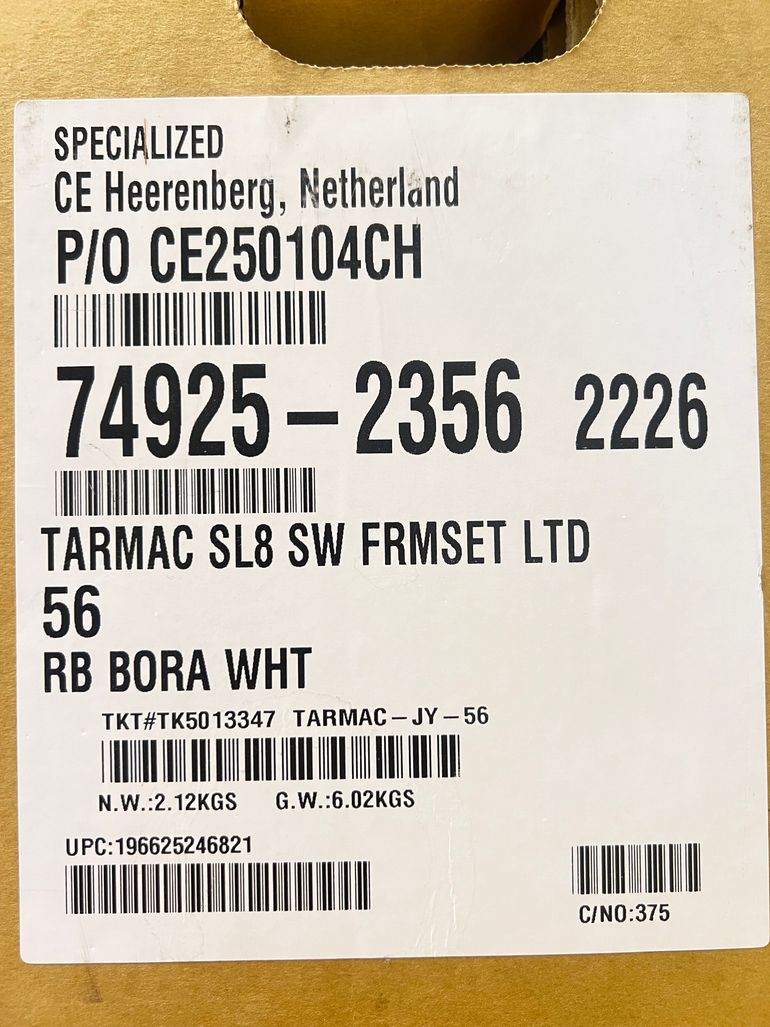 SPECIALIZED
CE Heerenberg, Netherland
P/O CE250104CH
74925-2356 2226
TARMAC SL8 SW FRMSET LTD
56
RB BORA WHT
TKT#TK5013347 TARMAC-JY-56
N.W.:2.12KGS G.W.:6.02KGS
UPC:196625246821
C/NO:375